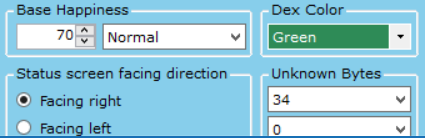 Base Happiness
Dex Color
70 Normal
Green
Status screen facing direction
Unknown Bytes
Facing right
34
Facing left
0